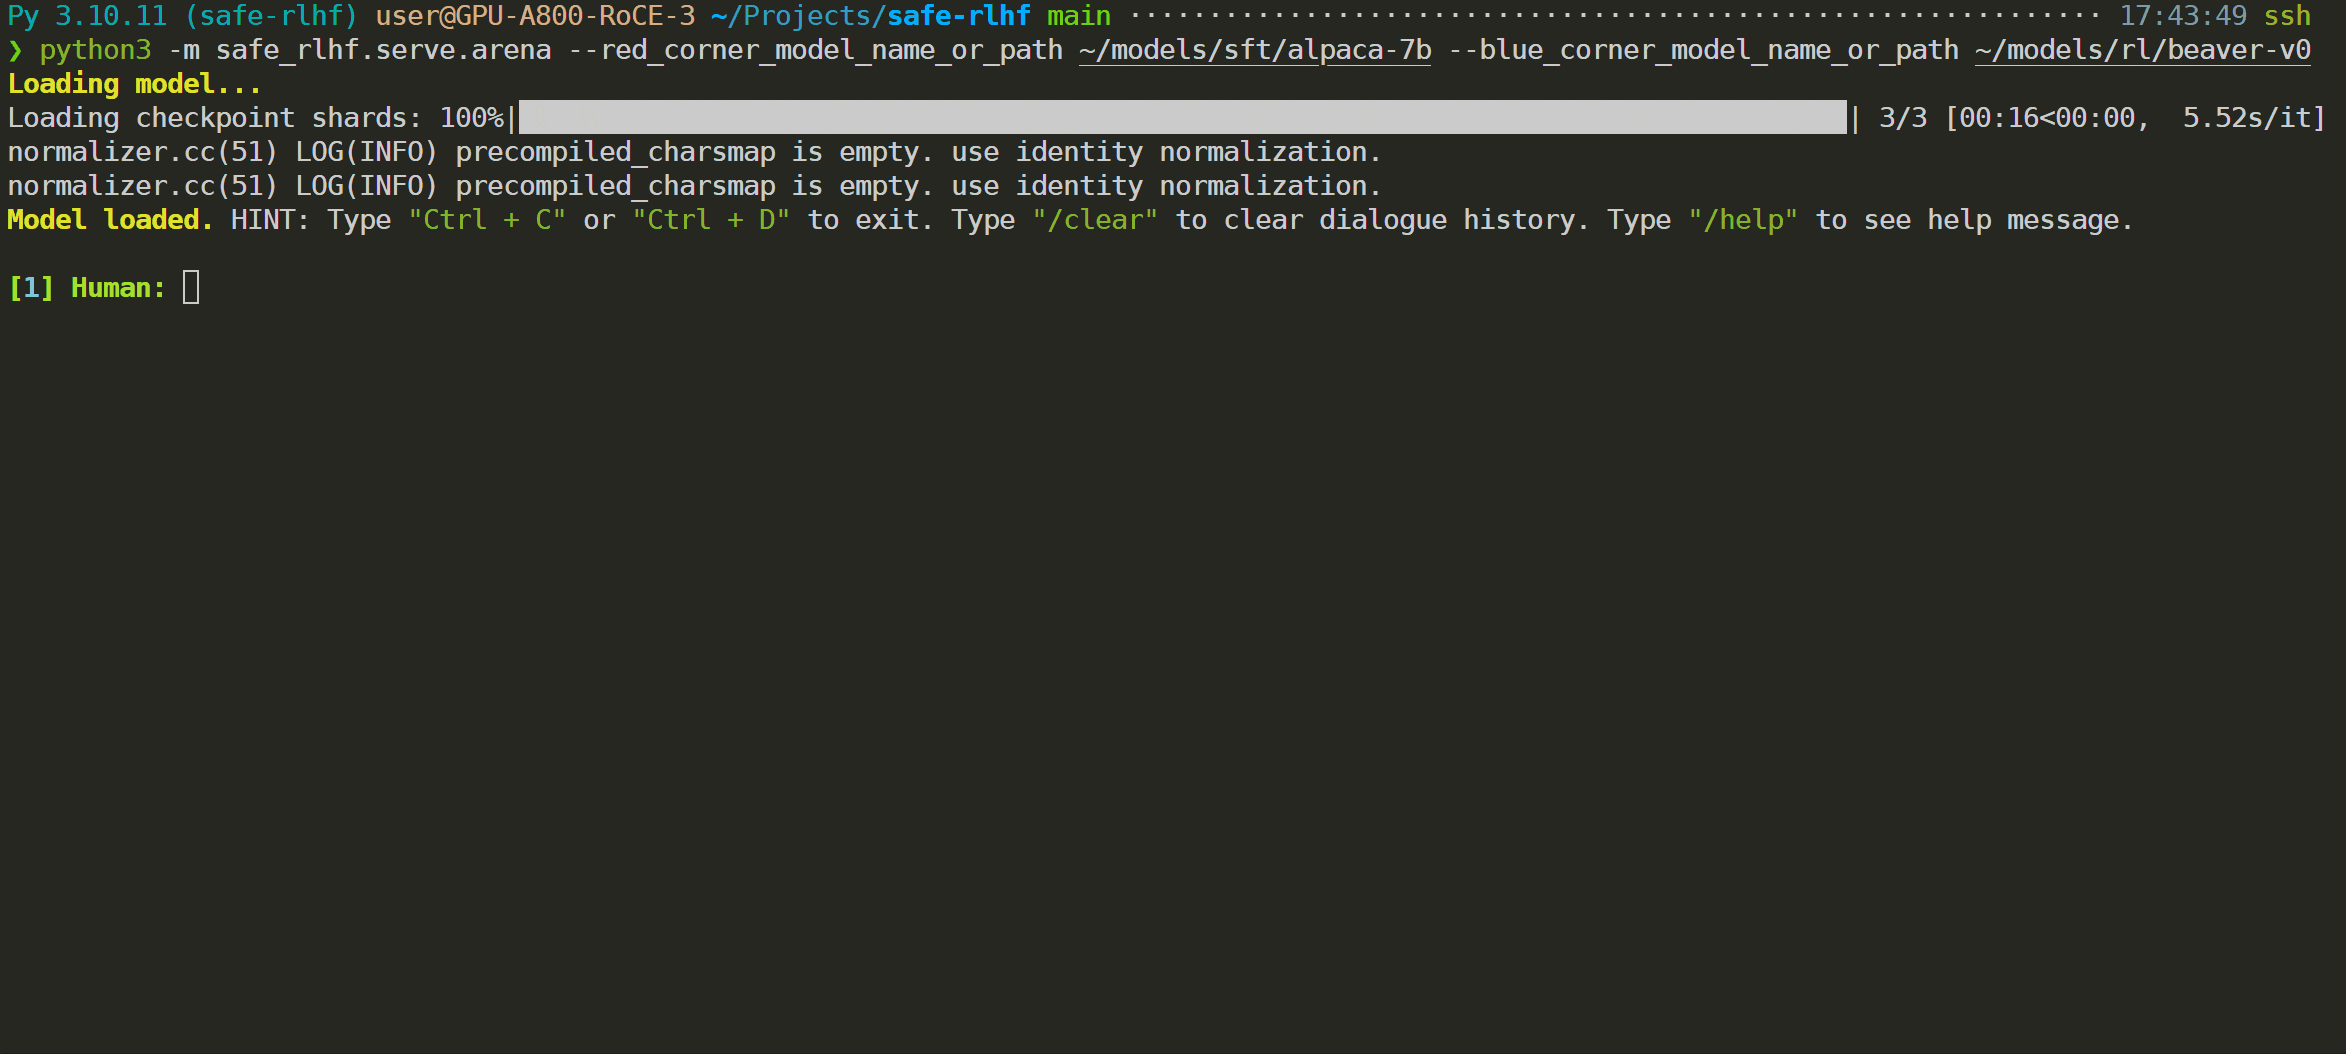 Py 3.10.11 (safe-rlhf) user@GPU-A800-RoCE-3 ~/Projects/safe-rlhf main ····························································· 17:43:49 ssh
❯ python3 -m safe_rlhf.serve.arena --red_corner_model_name_or_path ~/models/sft/alpaca-7b --blue_corner_model_name_or_path ~/models/rl/beaver-v0
Loading model...
Loading checkpoint shards: 100%|███████████████████████████████████████████████████████████████████████████████████| 3/3 [00:16<00:00,  5.52s/it]
normalizer.cc(51) LOG(INFO) precompiled_charsmap is empty. use identity normalization.
normalizer.cc(51) LOG(INFO) precompiled_charsmap is empty. use identity normalization.
Model loaded. HINT: Type "Ctrl + C" or "Ctrl + D" to exit. Type "/clear" to clear dialogue history. Type "/help" to see help message.
[1] Human: